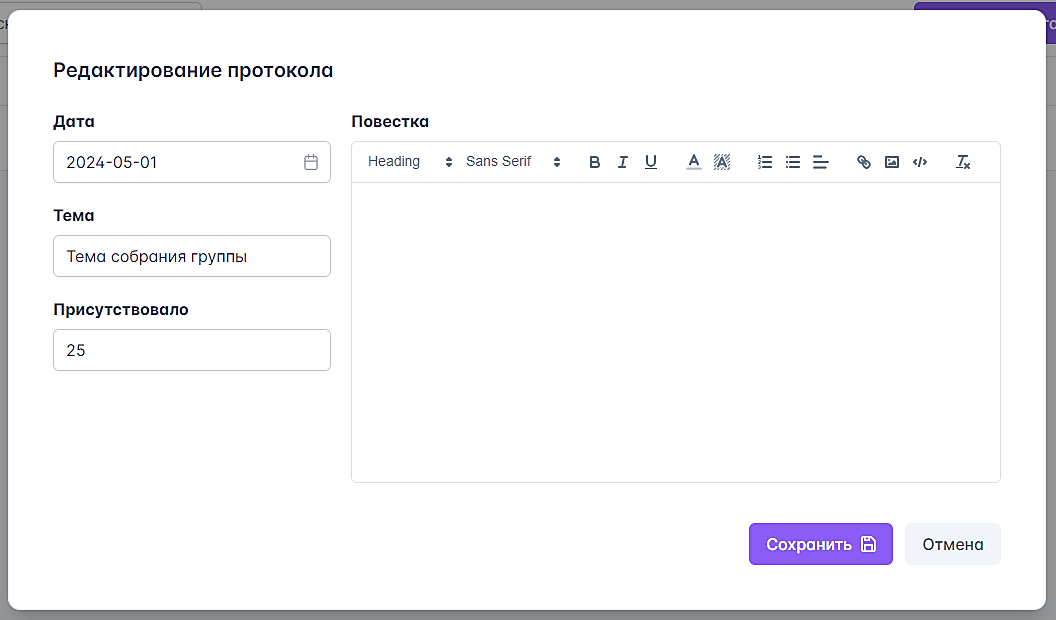 Редактирование протокола
Дата
2024-05-01
Тема
Тема собрания группы
Присутствовало
25
Повестка
Heading Sans Serif B I U A A
Сохранить Отмена